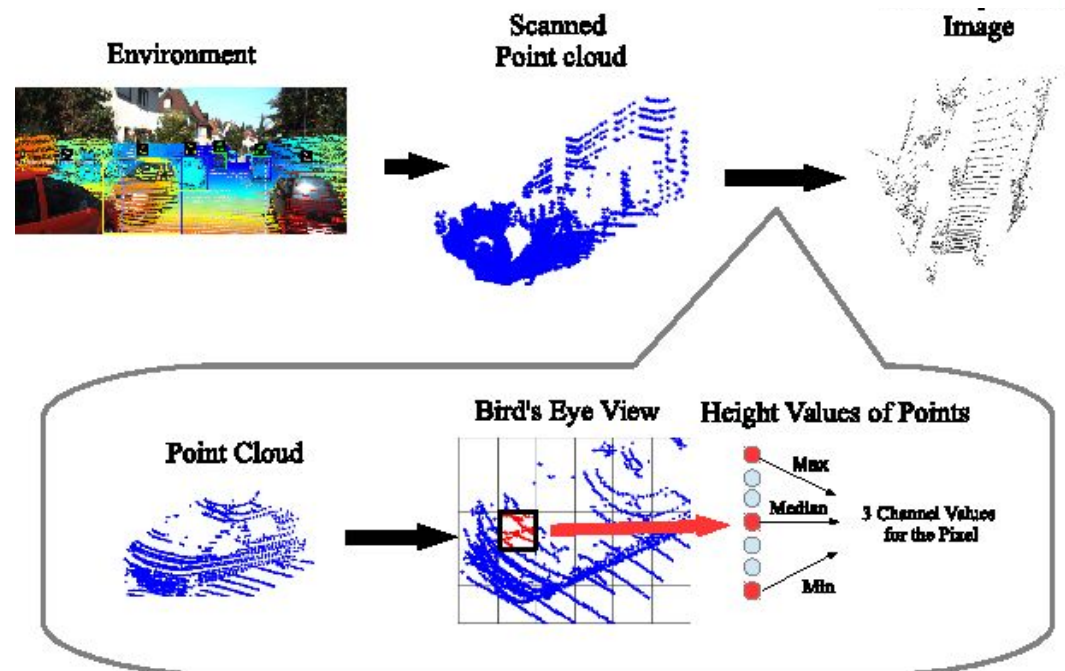 Environment
Scanned
Point cloud
Image
Point Cloud
Bird's Eye View
Height Values of Points
Max
Median
Min
3 Channel Values
for the Pixel